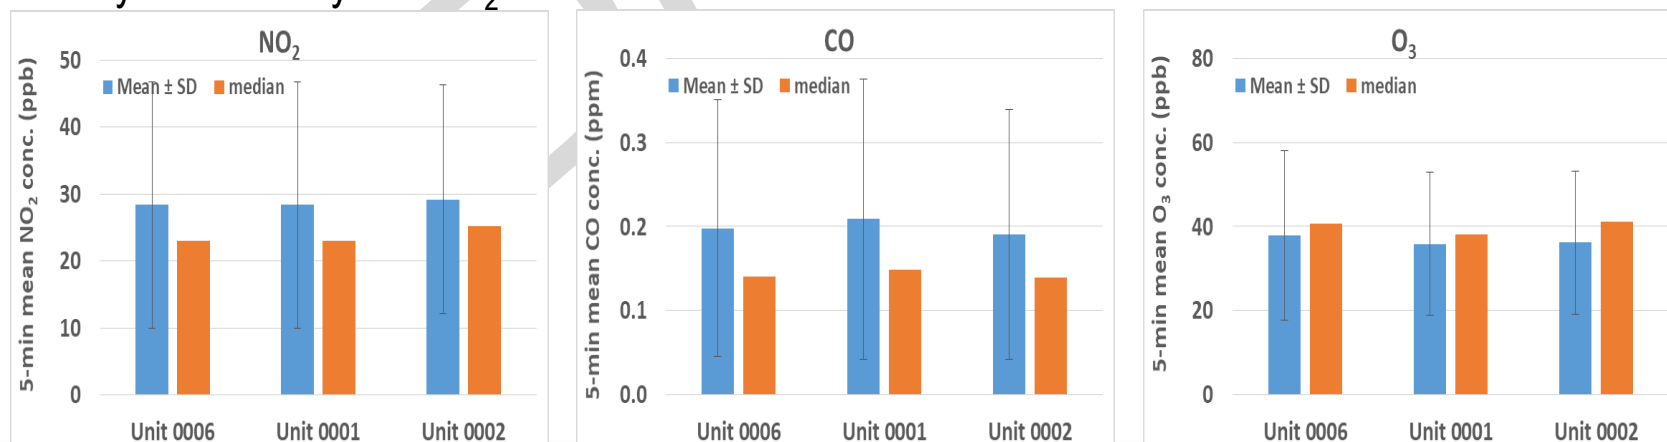 NO₂
50
40
30
20
10
0
5-min mean NO₂ conc. (ppb)
Mean ± SD
median
Unit 0006
Unit 0001
Unit 0002
CO
0.4
0.3
0.2
0.1
0.0
5-min mean CO conc. (ppm)
Mean ± SD
median
Unit 0006
Unit 0001
Unit 0002
O₃
80
60
40
20
0
5-min mean O₃ conc. (ppb)
Mean ± SD
median
Unit 0006
Unit 0001
Unit 0002